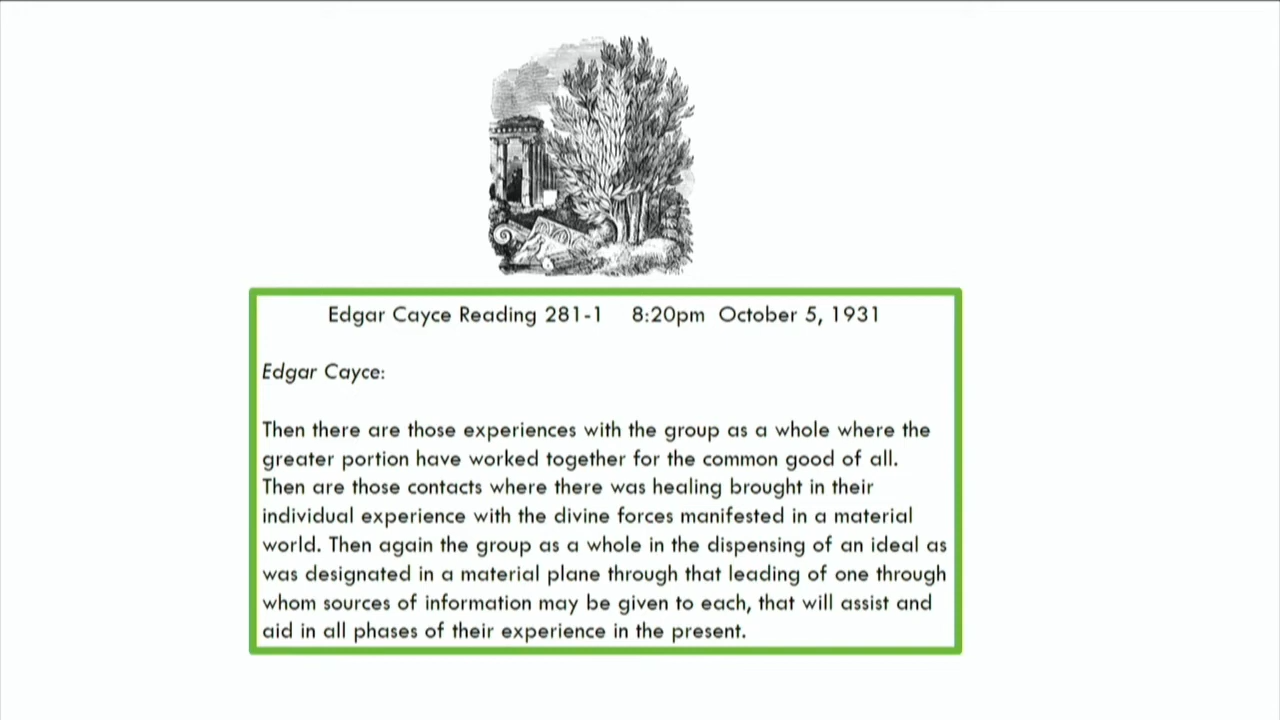 Edgar Cayce Reading 281-1 8:20pm October 5, 1931
Edgar Cayce:
Then there are those experiences with the group as a whole where the
greater portion have worked together for the common good of all.
Then are those contacts where there was healing brought in their
individual experience with the divine forces manifested in a material
world. Then again the group as a whole in the dispensing of an ideal as
was designated in a material plane through that leading of one through
whom sources of information may be given to each, that will assist and
aid in all phases of their experience in the present.